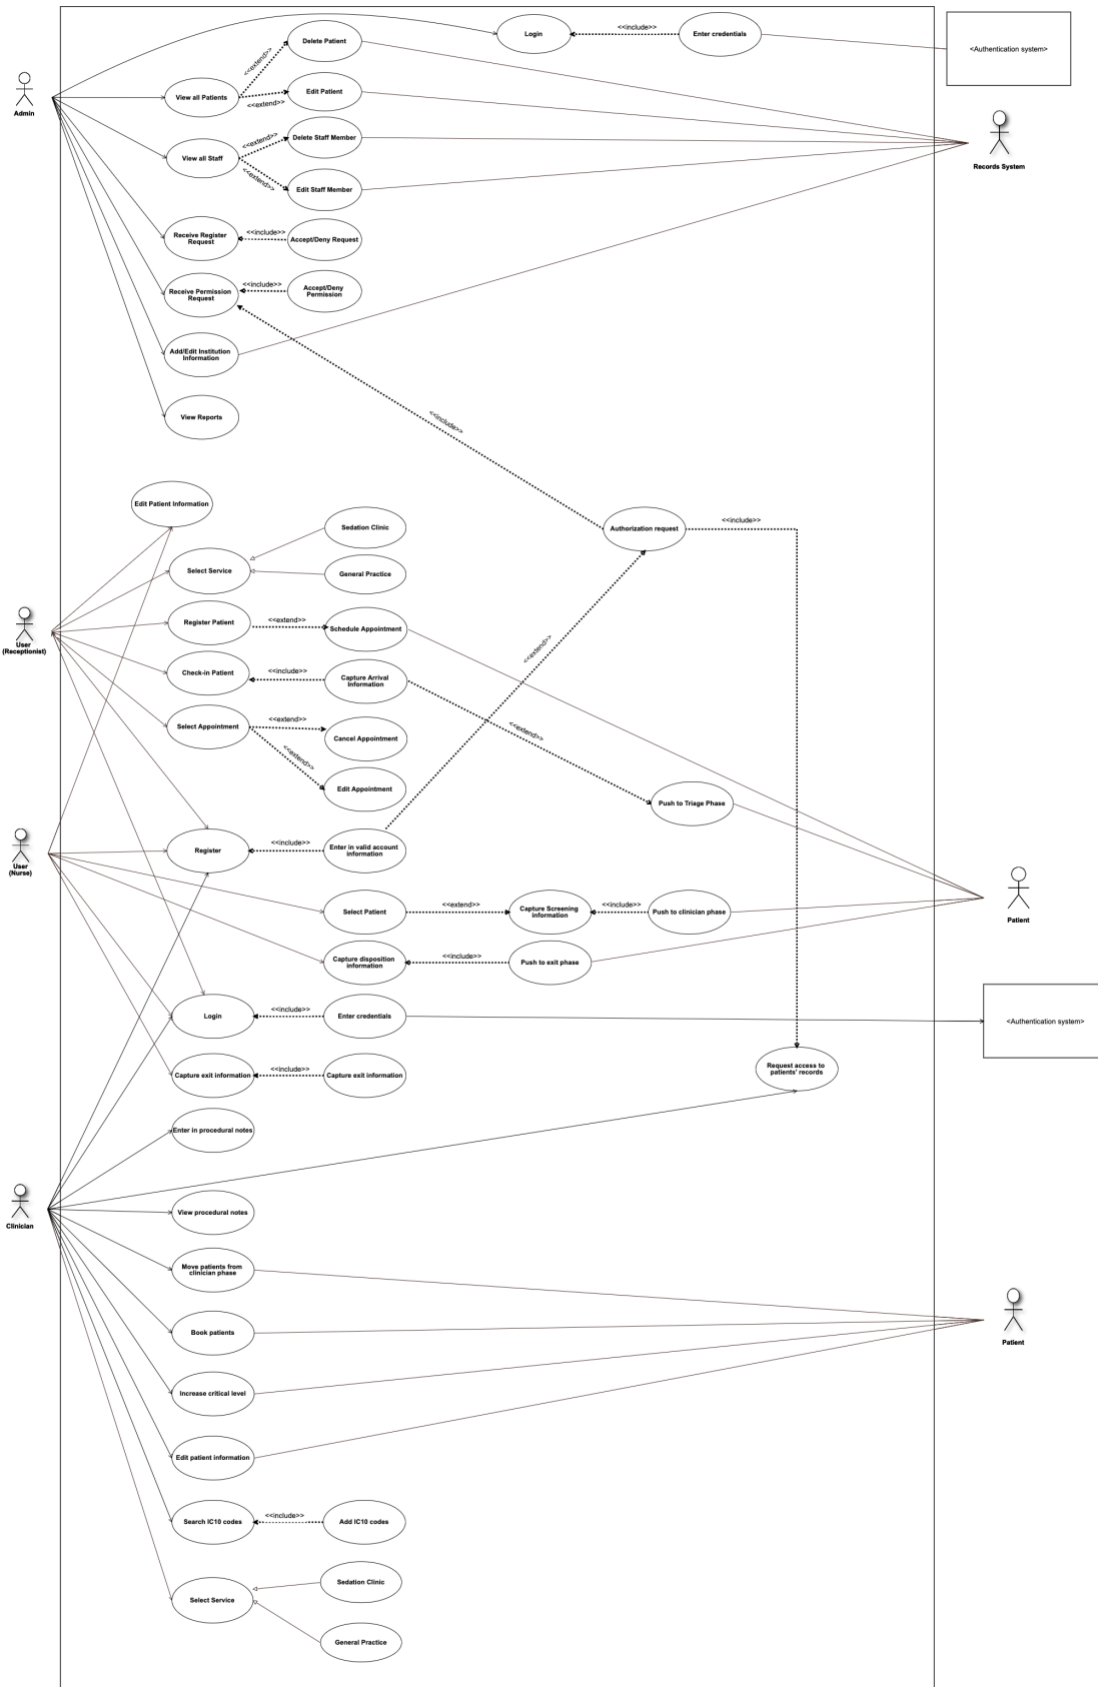 Login
<<include>>
Enter credentials
<Authentication system>
Delete Patient
<<extend>>
View all Patients
Edit Patient
<<extend>>
Admin
Records System
Delete Staff Member
<<extend>>
View all Staff
<<extend>>
Edit Staff Member
Receive Register
Request
<<include>>
Accept/Deny Request
Receive Permission
Request
<<include>>
Accept/Deny
Permission
Add/Edit Institution
Information
View Reports
<<include>>
Edit Patient Information
Authorization request
<<include>>
Sedation Clinic
Select Service
General Practice
User
(Receptionist)
Register Patient
<<extend>>
Schedule Appointment
<<extend>>
Check-in Patient
<<include>>
Capture Arrival
Information
Select Appointment
<<extend>>
Cancel Appointment
<<extend>>
<<extend>>
Edit Appointment
Push to Triage Phase
User
(Nurse)
Register
<<include>>
Enter in valid account
information
Select Patient
<<extend>>
Capture Screening
information
<<include>>
Push to clinician phase
Patient
Capture disposition
information
<<include>>
Push to exit phase
Login
<<include>>
Enter credentials
<Authentication system>
Capture exit information
<<include>>
Capture exit information
Request access to
patients' records
Enter in procedural notes
Clinician
View procedural notes
Move patients from
clinician phase
Book patients
Patient
Increase critical level
Edit patient information
Search IC10 codes
<<include>>
Add IC10 codes
Select Service
Sedation Clinic
General Practice